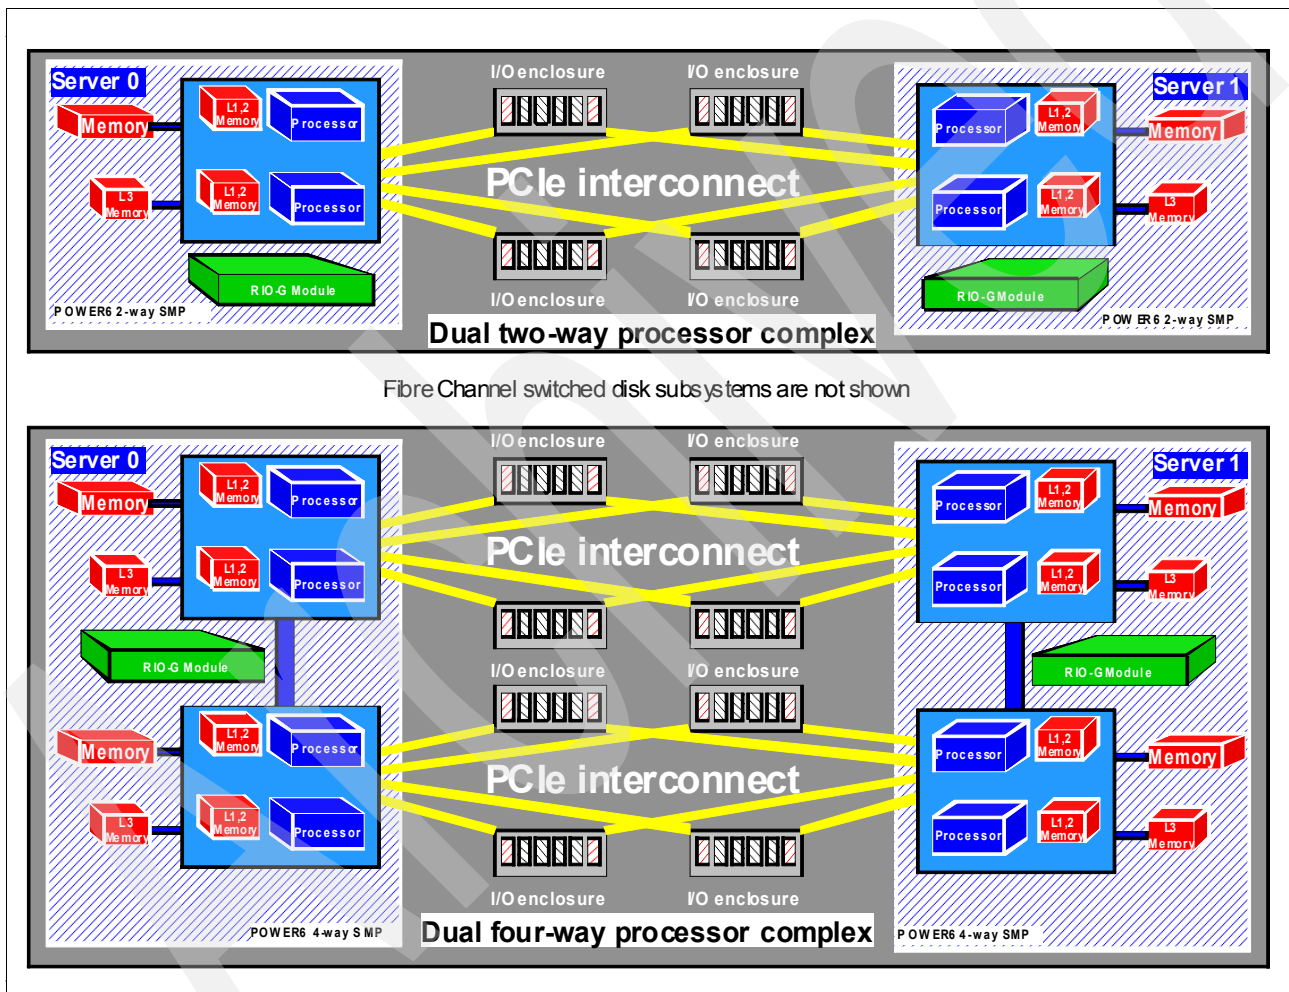 I/O enclosure
I/O enclosure
Server 0
Server 1
Memory
L1,2
Memory
Processor
Processor
L1,2
Memory
Memory
PCIe interconnect
L3
Memory
L1,2
Memory
Processor
Processor
L1,2
Memory
L3
Memory
RIO-G Module
RIO-G Module
I/O enclosure
I/O enclosure
POWER6 2-way SMP
POWER6 2-way SMP
Dual two-way processor complex
Fibre Channel switched disk subsystems are not shown
I/O enclosure
I/O enclosure
Server 0
Server 1
Memory
L1,2
Memory
Processor
Processor
L1,2
Memory
Memory
PCIe interconnect
L3
Memory
L1,2
Memory
Processor
Processor
L1,2
Memory
L3
Memory
RIO-G Module
RIO-G Module
I/O enclosure
I/O enclosure
Memory
L1,2
Memory
Processor
Processor
L1,2
Memory
Memory
PCIe interconnect
L3
Memory
L1,2
Memory
Processor
Processor
L1,2
Memory
L3
Memory
I/O enclosure
I/O enclosure
POWER6 4-way SMP
POWER6 4-way SMP
Dual four-way processor complex